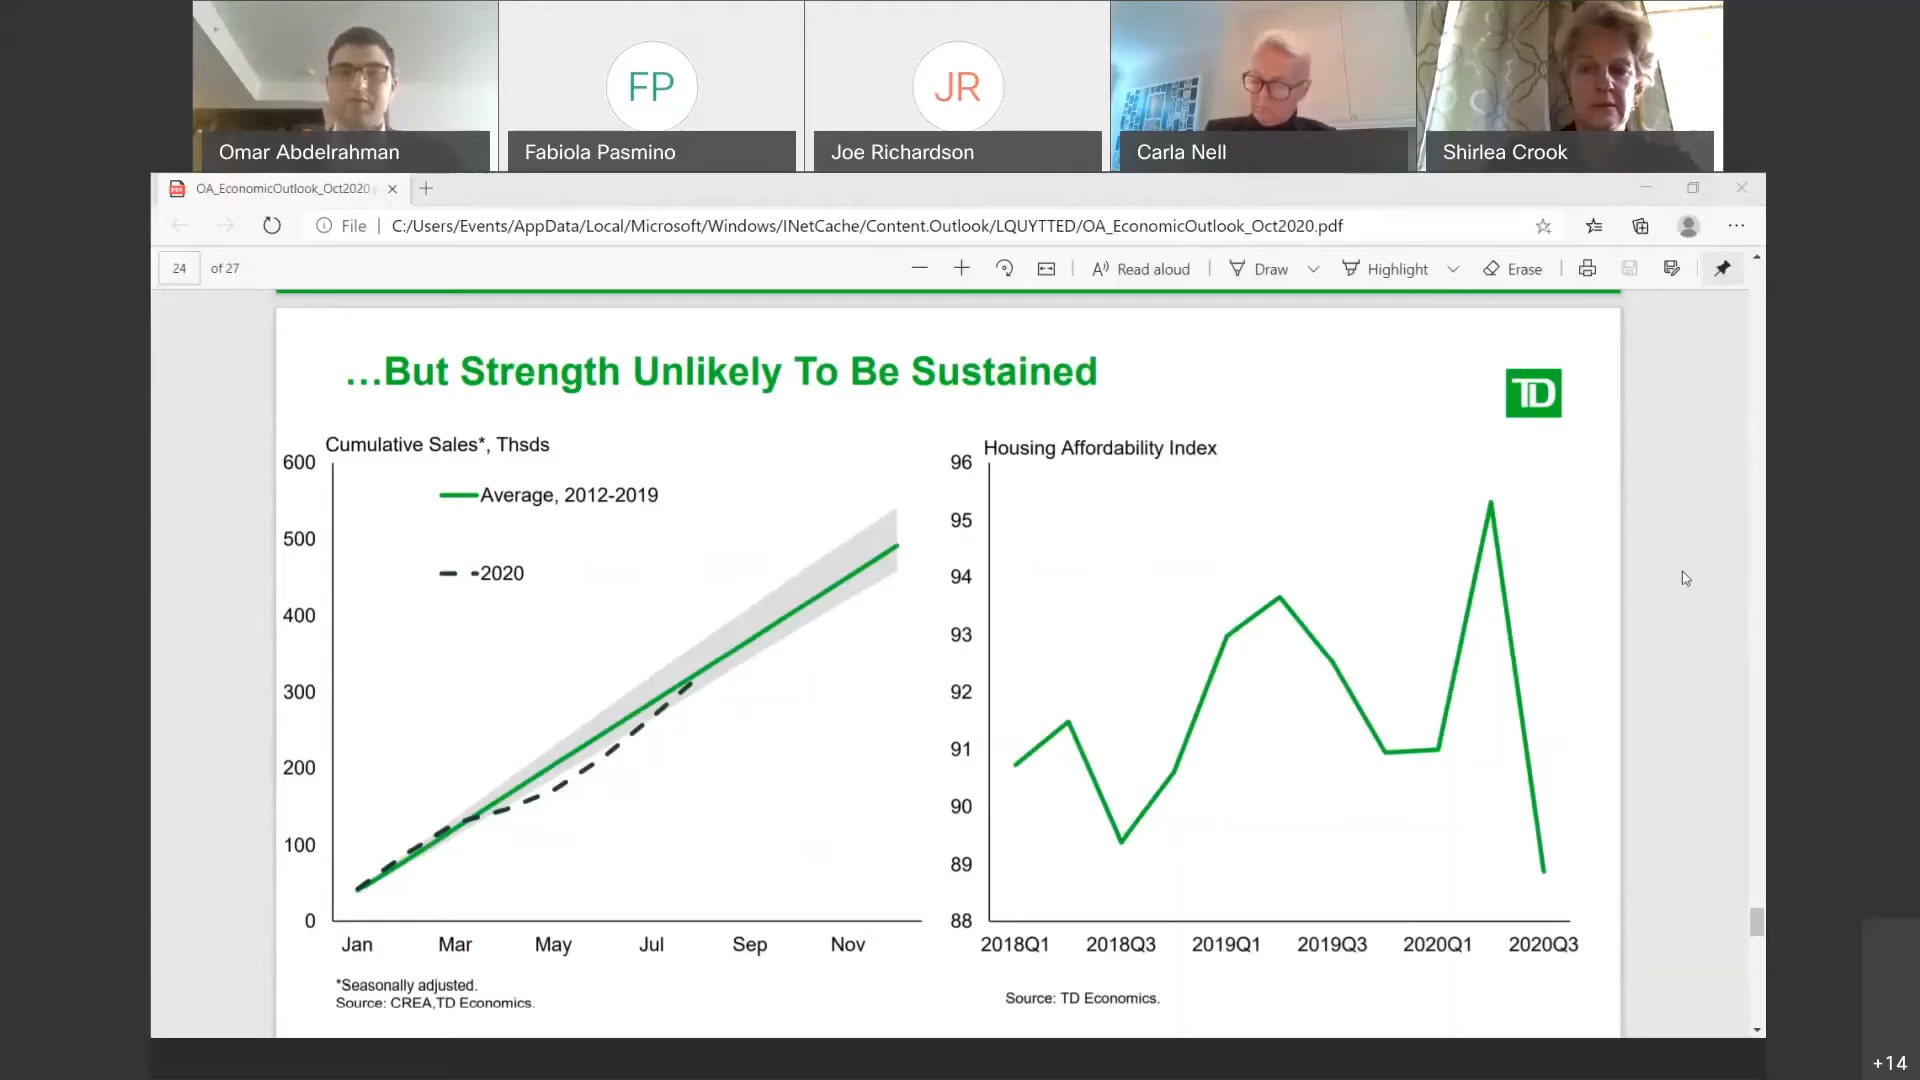 FP
JR
Omar Abdelrahman
Fabiola Pasmino
Joe Richardson
Carla Nell
Shirlea Crook
OA_EconomicOutlook_Oct2020.p
File
C:/Users/Events/AppData/Local/Microsoft/Windows/INetCache/Content.Outlook/LQUYTTED/OA_EconomicOutlook_Oct2020.pdf
24 of 27
Read aloud
Draw
Highlight
Erase
...But Strength Unlikely To Be Sustained
TD
Cumulative Sales*, Thsds
600
500
400
300
200
100
0
Average, 2012-2019
2020
Jan Mar May Jul Sep Nov
*Seasonally adjusted.
Source: CREA,TD Economics.
Housing Affordability Index
96
95
94
93
92
91
90
89
88
2018Q1 2018Q3 2019Q1 2019Q3 2020Q1 2020Q3
Source: TD Economics.
+14